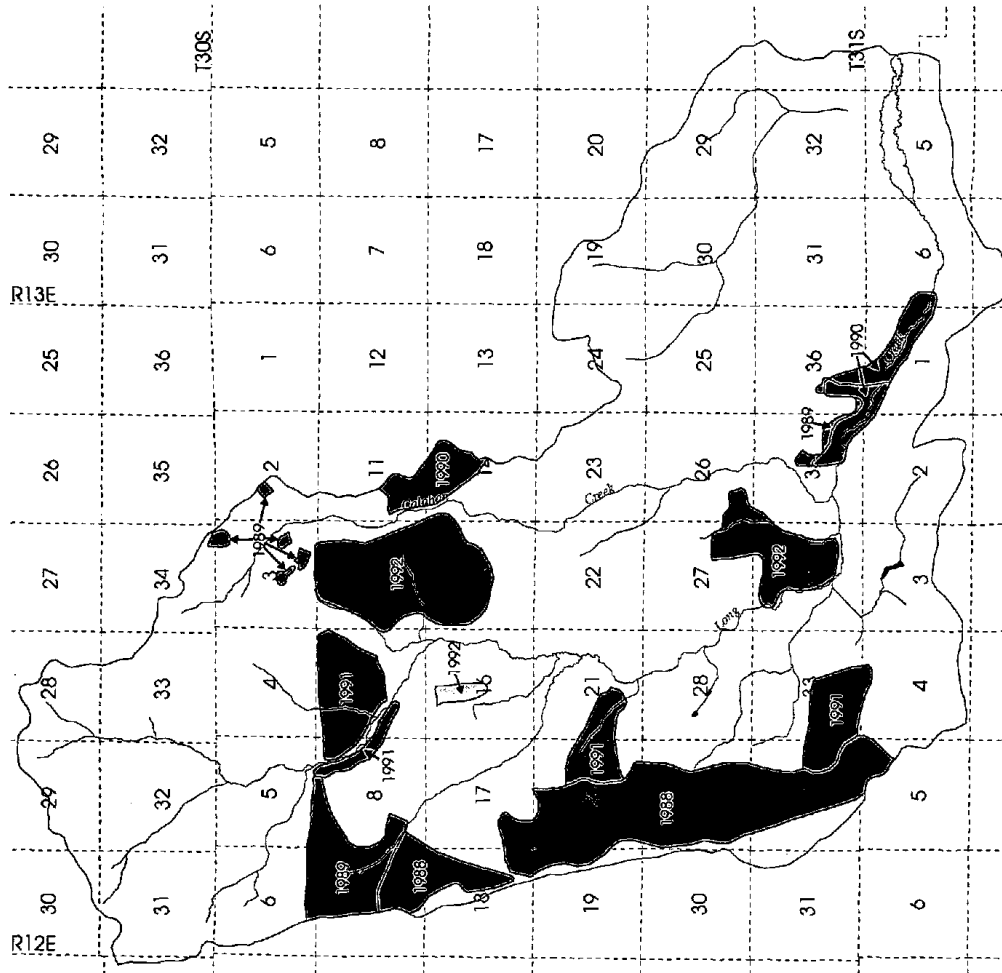 R12E
R13E
30 29 28 27 26 25 30 29
31 32 33 34 35 36 31 32
T30S
6 5 4 3 2 1 6 5
1989
1989 1991 1992
8 11 12 7 8
1991
1988 1990
18 17 16 14 13 18 17
1992
19 21 22 23 24 19 20
1991
Creek
30 28 27 26 25 30 29
1988
Long
31 33 36 31 32
1991 1992 1989 1990
T31S
6 5 4 3 2 1 6 5